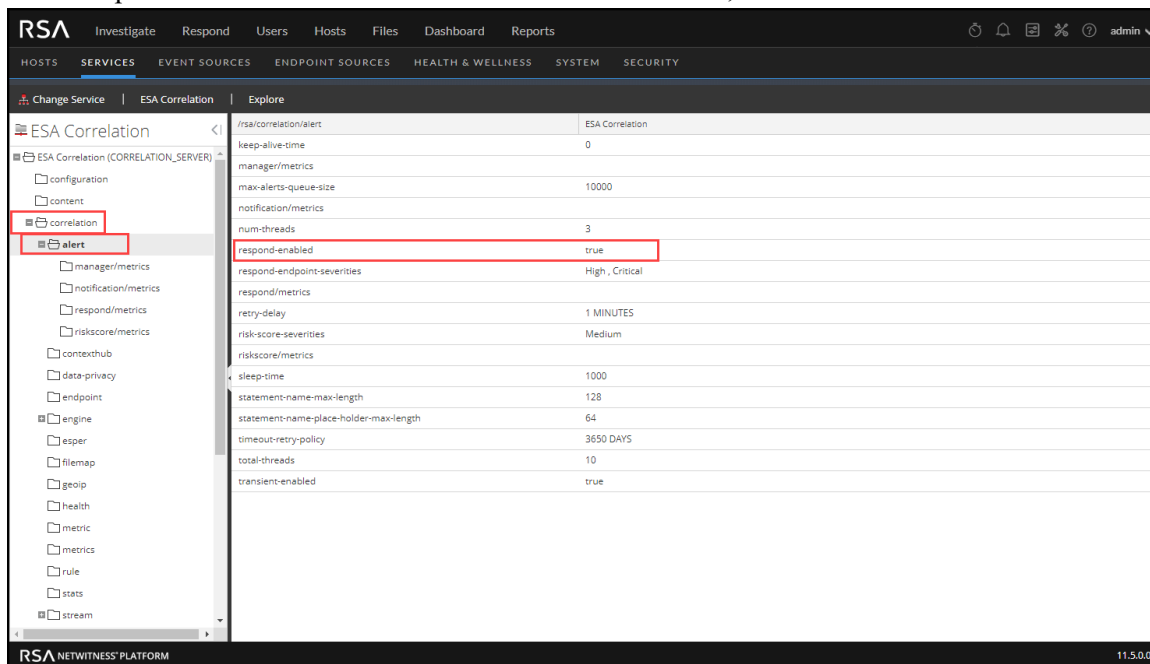 RSA Investigate Respond Users Hosts Files Dashboard Reports admin
HOSTS SERVICES EVENT SOURCES ENDPOINT SOURCES HEALTH & WELLNESS SYSTEM SECURITY
Change Service | ESA Correlation | Explore
ESA Correlation
ESA Correlation (CORRELATION_SERVER)
configuration
content
correlation
alert
manager/metrics
notification/metrics
respond/metrics
riskscore/metrics
contexthub
data-privacy
endpoint
engine
esper
filemap
geoip
health
metric
metrics
rule
stats
stream
/rsa/correlation/alert ESA Correlation
keep-alive-time 0
manager/metrics
max-alerts-queue-size 10000
notification/metrics
num-threads 3
respond-enabled true
respond-endpoint-severities High , Critical
respond/metrics
retry-delay 1 MINUTES
risk-score-severities Medium
riskscore/metrics
sleep-time 1000
statement-name-max-length 128
statement-name-place-holder-max-length 64
timeout-retry-policy 3650 DAYS
total-threads 10
transient-enabled true
RSA NETWITNESS® PLATFORM 11.5.0.0